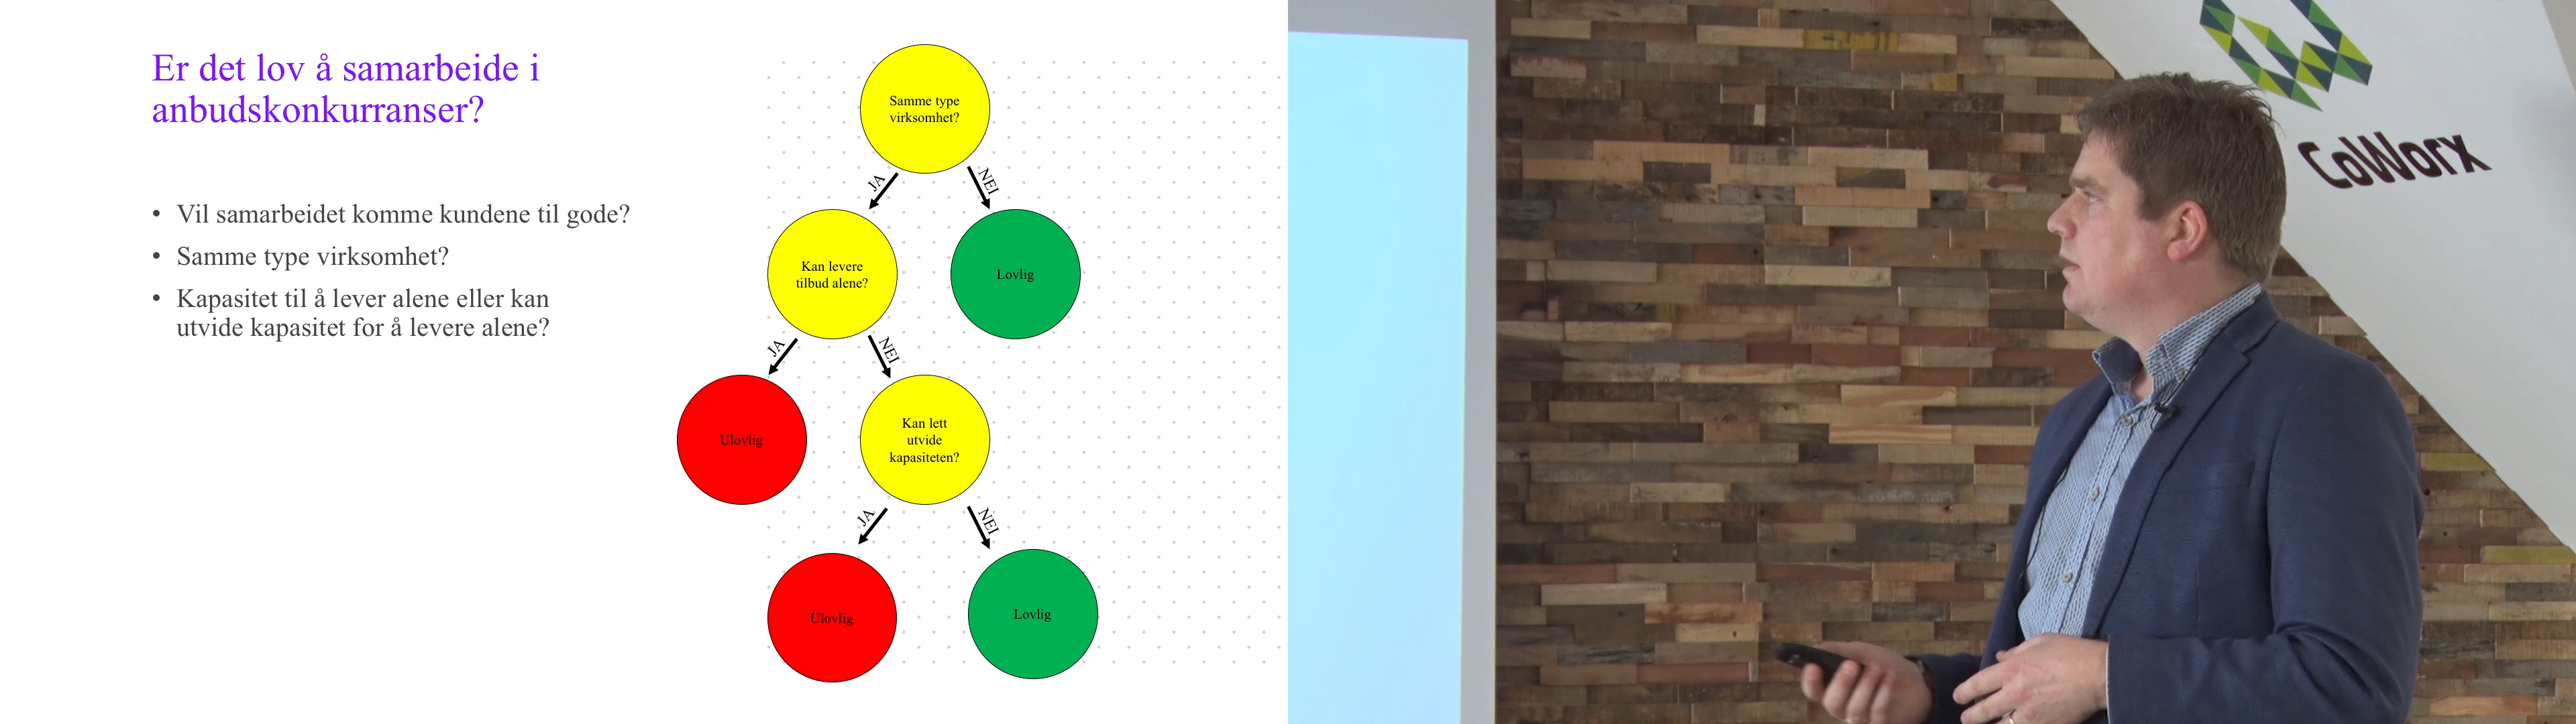 Er det lov å samarbeide i
anbudskonkurranser?
• Vil samarbeidet komme kundene til gode?
• Samme type virksomhet?
• Kapasitet til å lever alene eller kan
utvide kapasitet for å levere alene?
Samme type
virksomhet?
JA
NEI
Kan levere
tilbud alene?
Lovlig
JA
NEI
Ulovlig
Kan lett
utvide
kapasiteten?
JA
NEI
Ulovlig
Lovlig
CoWorx